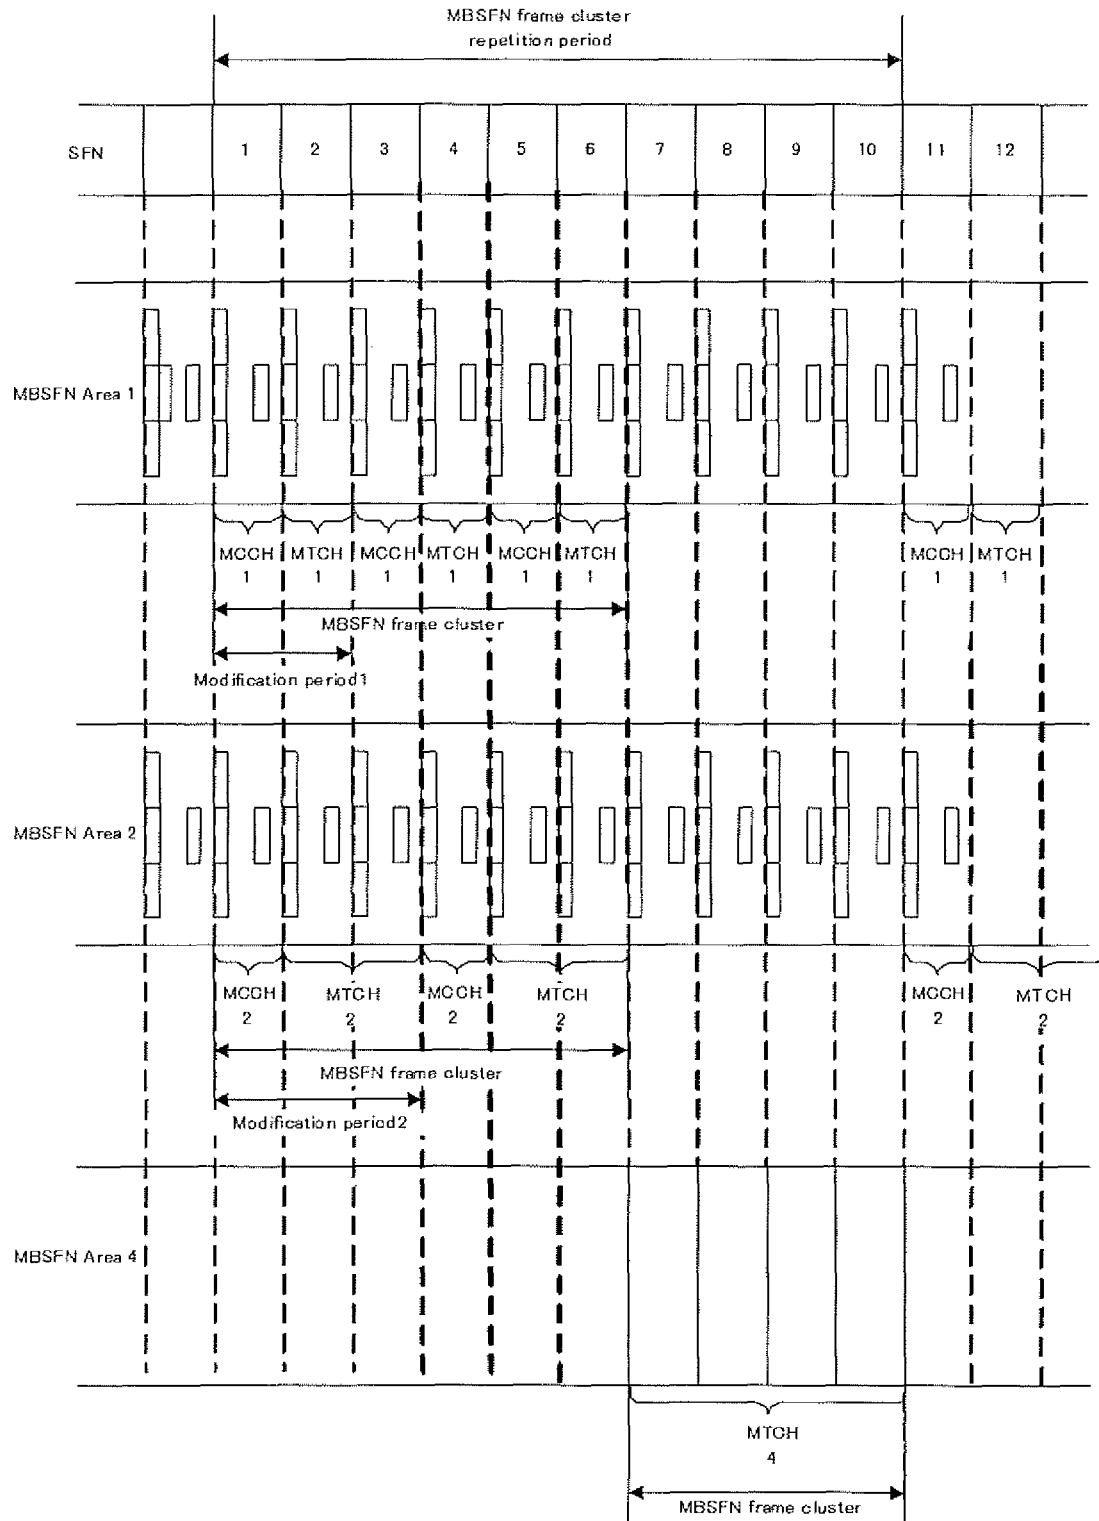 MBSFN frame cluster
repetition period
SFN 1 2 3 4 5 6 7 8 9 10 11 12
MBSFN Area 1
MCCH MTCH MCCH MTCH MCCH MTCH MCCH MTCH
1 1 1 1 1 1 1 1
MBSFN frame cluster
Modification period1
MBSFN Area 2
MCCH MTCH MCCH MTCH MCCH MTCH
2 2 2 2 2 2
MBSFN frame cluster
Modification period2
MBSFN Area 4
MTCH
4
MBSFN frame cluster